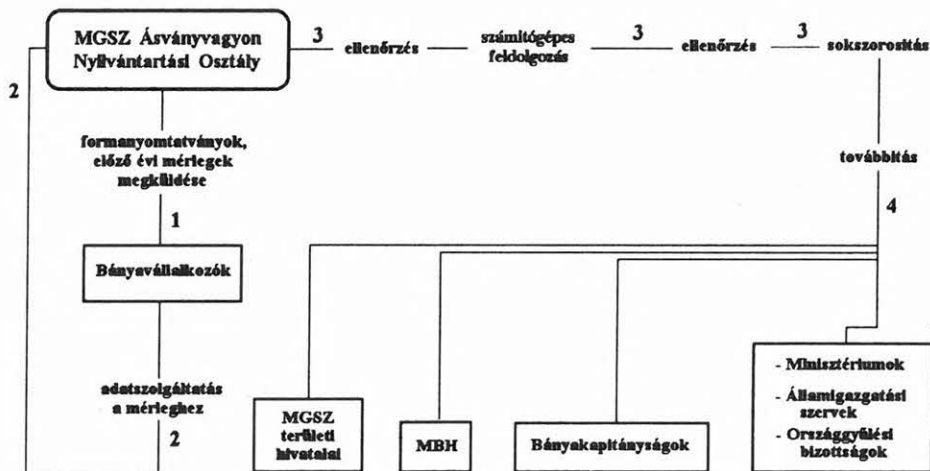 MGSZ Ásványvagyon
Nyilvántartási Osztály
3
ellenőrzés
számítógépes
feldolgozás
3
ellenőrzés
3
sokszorosítás
2
formanyomtatványok,
előző évi mérlegek
megküldése
továbbítás
1
4
Bányavállalkozók
adatszolgáltatás
a mérleghez
2
MGSZ
területi
hivatalai
MBH
Bányakapitányságok
- Minisztériumok
- Államigazgatási
szervek
- Országgyűlési
bizottságok